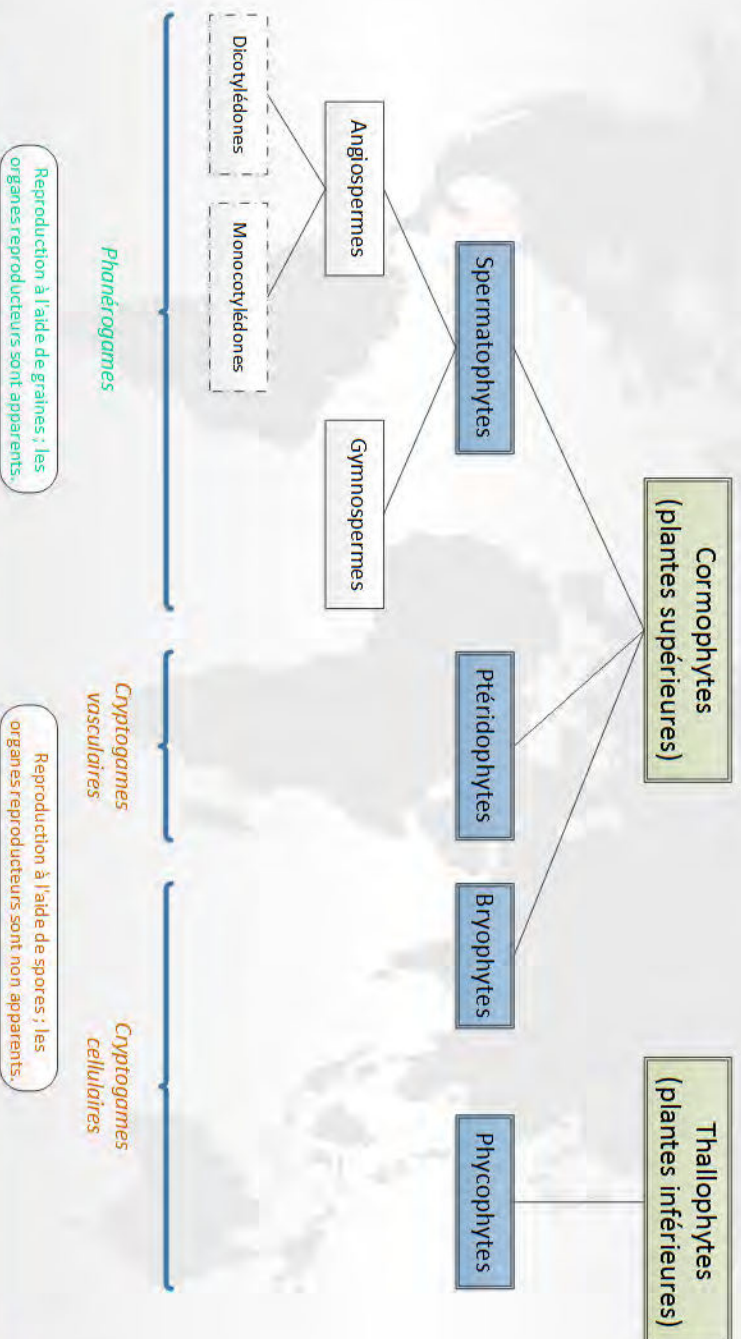 Cormophytes
(plantes supérieures)
Thallophytes
(plantes inférieures)
Spermatophytes
Ptéridophytes
Bryophytes
Phycophytes
Angiospermes
Gymnospermes
Dicotylédones
Monocotylédones
Phanérogames
Cryptogames
vasculaires
Cryptogames
cellulaires
Reproduction à l'aide de graines ; les
organes reproducteurs sont apparents.
Reproduction à l'aide de spores ; les
organes reproducteurs sont non apparents.